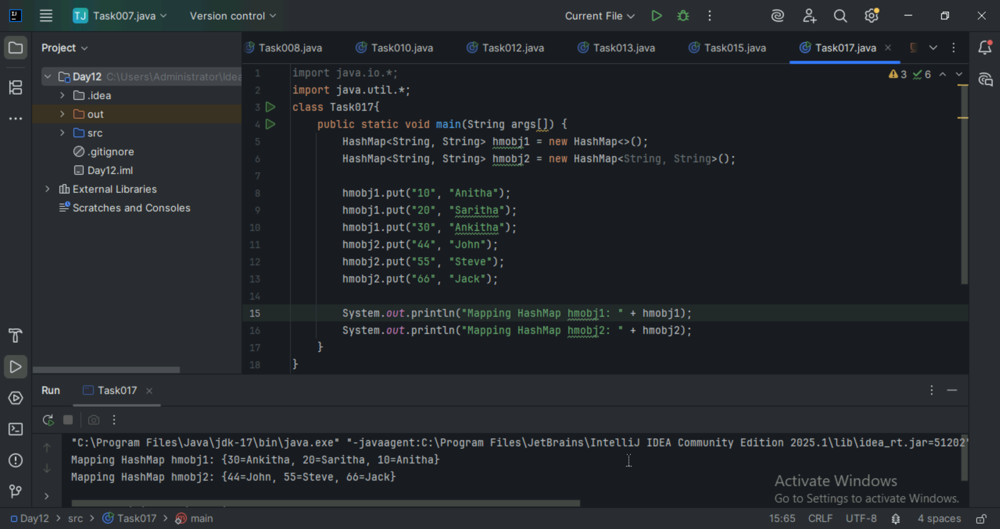 TJ Task007.java Version control Current File
Project
Task008.java Task010.java Task012.java Task013.java Task015.java Task017.java
Day12 C:\Users\Administrator\Idea
.idea
out
src
.gitignore
Day12.iml
External Libraries
Scratches and Consoles
3 6
1 import java.io.*;
2 import java.util.*;
3 class Task017{
4 public static void main(String args[]) {
5 HashMap<String, String> hmobj1 = new HashMap<>();
6 HashMap<String, String> hmobj2 = new HashMap<String, String>();
7
8 hmobj1.put("10", "Anitha");
9 hmobj1.put("20", "Saritha");
10 hmobj1.put("30", "Ankitha");
11 hmobj2.put("44", "John");
12 hmobj2.put("55", "Steve");
13 hmobj2.put("66", "Jack");
14
15 System.out.println("Mapping HashMap hmobj1: " + hmobj1);
16 System.out.println("Mapping HashMap hmobj2: " + hmobj2);
17 }
18 }
Run Task017
"C:\Program Files\Java\jdk-17\bin\java.exe" "-javaagent:C:\Program Files\JetBrains\IntelliJ IDEA Community Edition 2025.1\lib\idea_rt.jar=51202"
Mapping HashMap hmobj1: {30=Ankitha, 20=Saritha, 10=Anitha}
Mapping HashMap hmobj2: {44=John, 55=Steve, 66=Jack}
Activate Windows
Go to Settings to activate Windows.
Day12 > src > Task017 > main 15:65 CRLF UTF-8 4 spaces